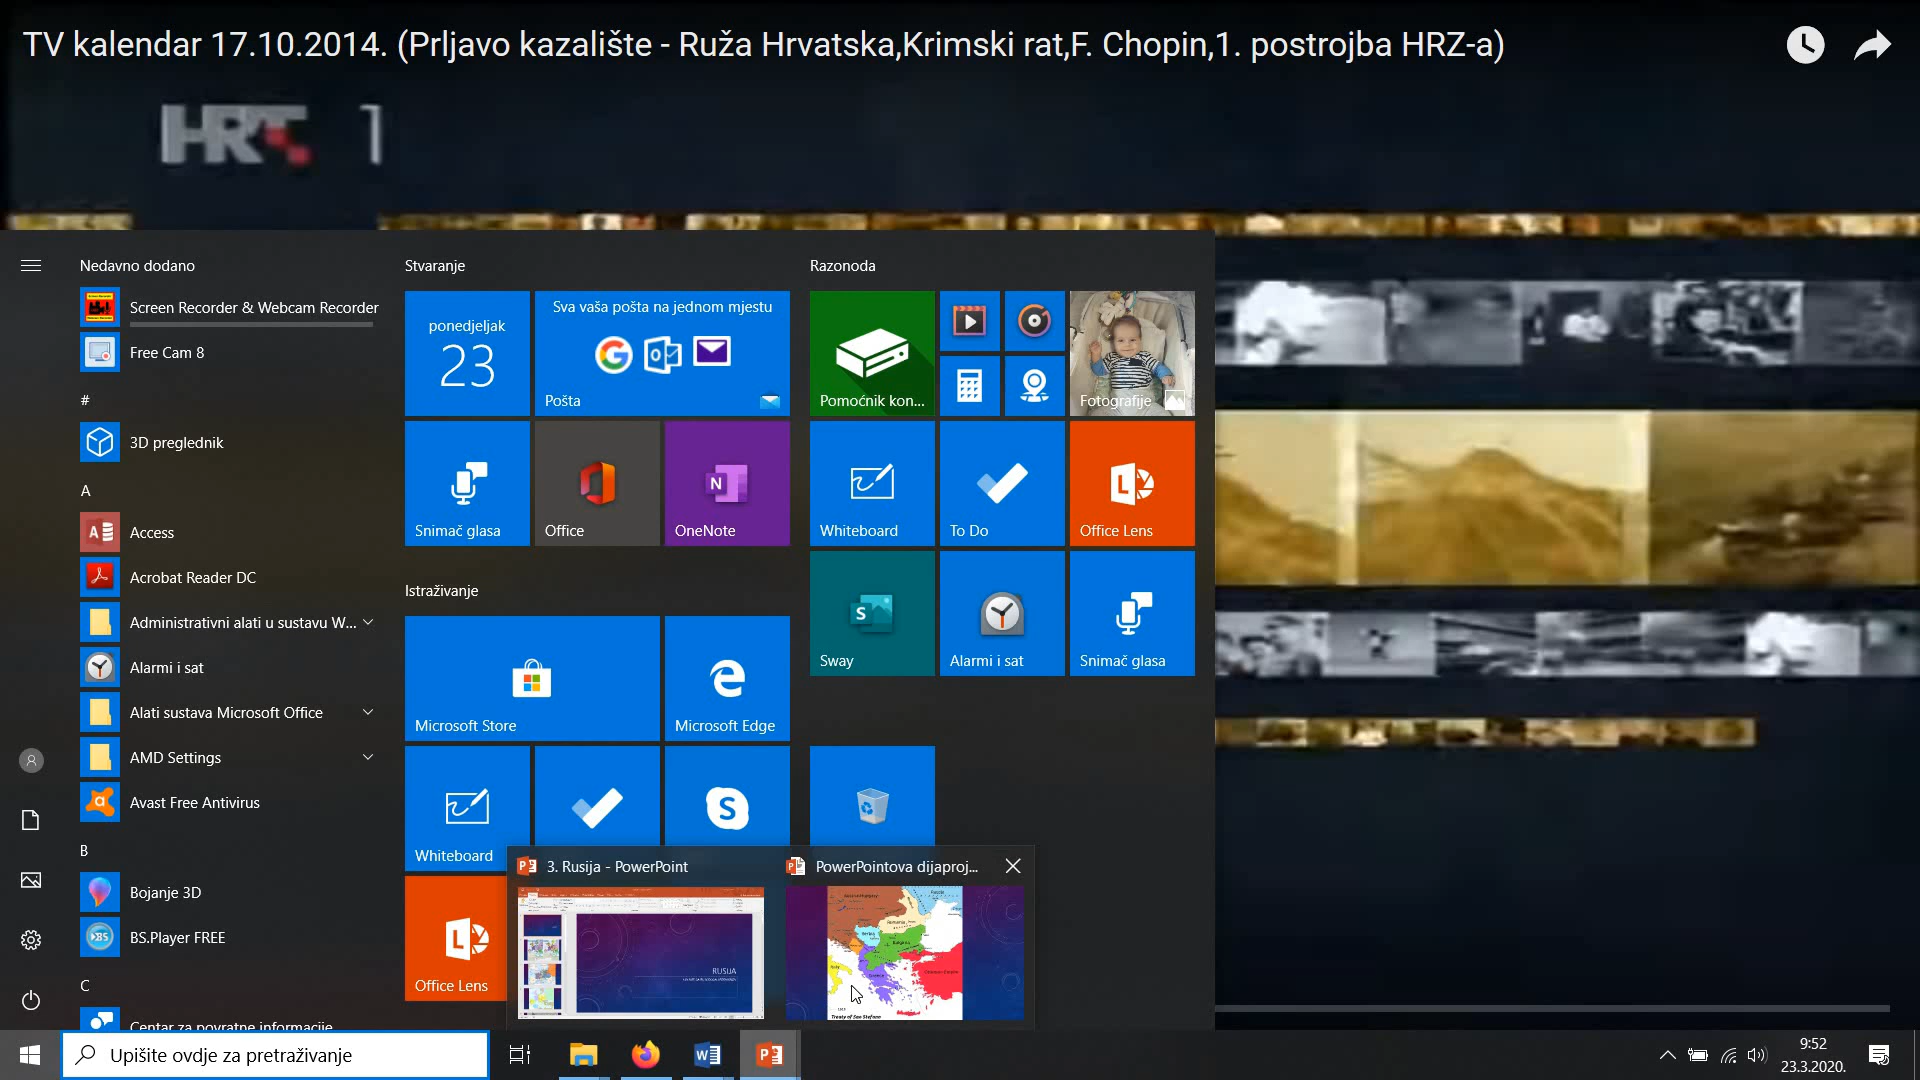 TV kalendar 17.10.2014. (Prljavo kazalište - Ruža Hrvatska,Krimski rat,F. Chopin,1. postrojba HRZ-a)
HRT 1
Nedavno dodano
Screen Recorder & Webcam Recorder
Free Cam 8
#
3D preglednik
A
Access
Acrobat Reader DC
Administrativni alati u sustavu W...
Alarmi i sat
Alati sustava Microsoft Office
AMD Settings
Avast Free Antivirus
B
Bojanje 3D
BS.Player FREE
C
Centar za povratne informacije
Stvaranje
ponedjeljak
23
Sva vaša pošta na jednom mjestu
Pošta
Snimač glasa
Office
OneNote
Istraživanje
Microsoft Store
Microsoft Edge
Whiteboard
Office Lens
Razonoda
Pomoćnik kon...
Fotografije
Whiteboard
To Do
Office Lens
Sway
Alarmi i sat
Snimač glasa
3. Rusija - PowerPoint
PowerPointova dijaproj...
RUSIJA
Treaty of San Stefano
Upišite ovdje za pretraživanje
9:52
23.3.2020.